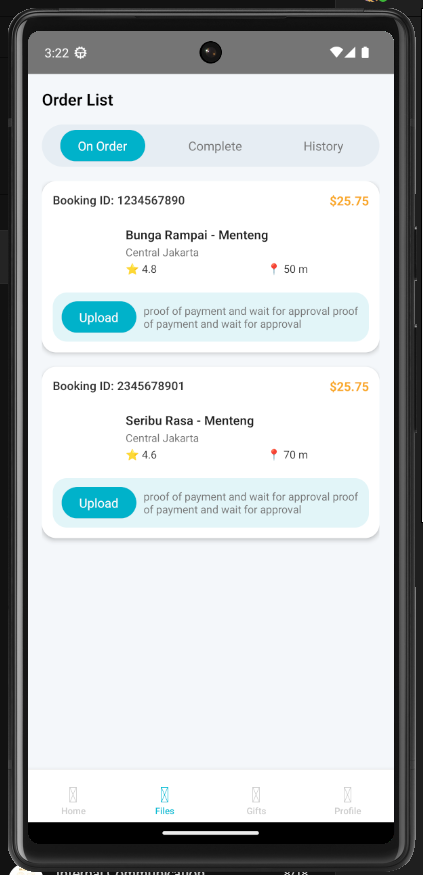 3:22
Order List
On Order Complete History
Booking ID: 1234567890 $25.75
Bunga Rampai - Menteng
Central Jakarta
⭐ 4.8 📍 50 m
Upload
proof of payment and wait for approval proof
of payment and wait for approval
Booking ID: 2345678901 $25.75
Seribu Rasa - Menteng
Central Jakarta
⭐ 4.6 📍 70 m
Upload
proof of payment and wait for approval proof
of payment and wait for approval
Home Files Gifts Profile